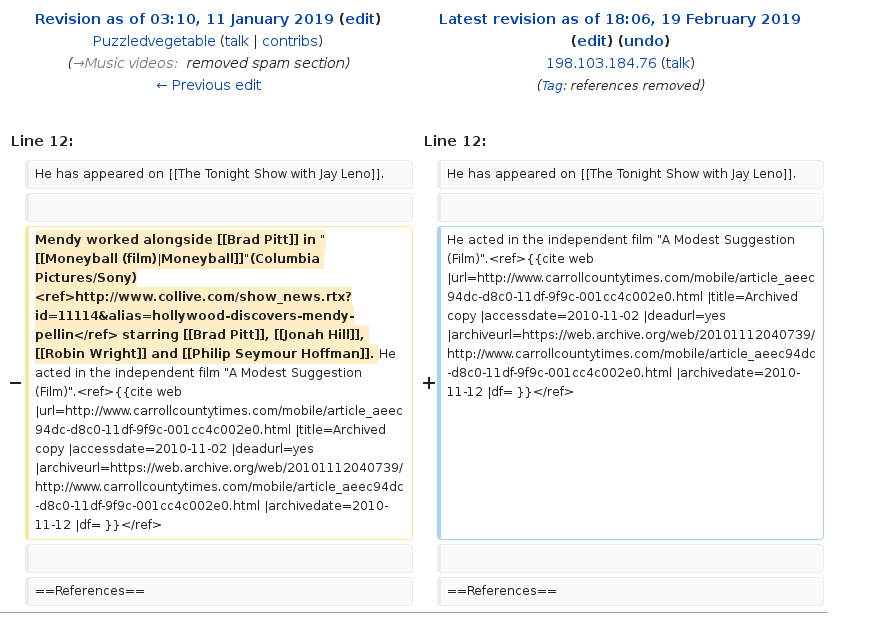 Revision as of 03:10, 11 January 2019 (edit)
Puzzledvegetable (talk | contribs)
(→Music videos: removed spam section)
← Previous edit
Latest revision as of 18:06, 19 February 2019
(edit) (undo)
198.103.184.76 (talk)
(Tag: references removed)
Line 12:
Line 12:
He has appeared on [[The Tonight Show with Jay Leno]].
He has appeared on [[The Tonight Show with Jay Leno]].
−
Mendy worked alongside [[Brad Pitt]] in "
[[Moneyball (film)|Moneyball]]"(Columbia
Pictures/Sony)
<ref>http://www.collive.com/show_news.rtx?
id=11114&alias=hollywood-discovers-mendy-
pellin</ref> starring [[Brad Pitt]], [[Jonah Hill]],
[[Robin Wright]] and [[Philip Seymour Hoffman]]. He
acted in the independent film "A Modest Suggestion
(Film)".<ref>{{cite web
|url=http://www.carrollcountytimes.com/mobile/article_aeec
94dc-d8c0-11df-9f9c-001cc4c002e0.html |title=Archived
copy |accessdate=2010-11-02 |deadurl=yes
|archiveurl=https://web.archive.org/web/20101112040739/
http://www.carrollcountytimes.com/mobile/article_aeec94dc
-d8c0-11df-9f9c-001cc4c002e0.html |archivedate=2010-
11-12 |df= }}</ref>
+
He acted in the independent film "A Modest Suggestion
(Film)".<ref>{{cite web
|url=http://www.carrollcountytimes.com/mobile/article_aeec
94dc-d8c0-11df-9f9c-001cc4c002e0.html |title=Archived
copy |accessdate=2010-11-02 |deadurl=yes
|archiveurl=https://web.archive.org/web/20101112040739/
http://www.carrollcountytimes.com/mobile/article_aeec94dc
-d8c0-11df-9f9c-001cc4c002e0.html |archivedate=2010-
11-12 |df= }}</ref>
==References==
==References==